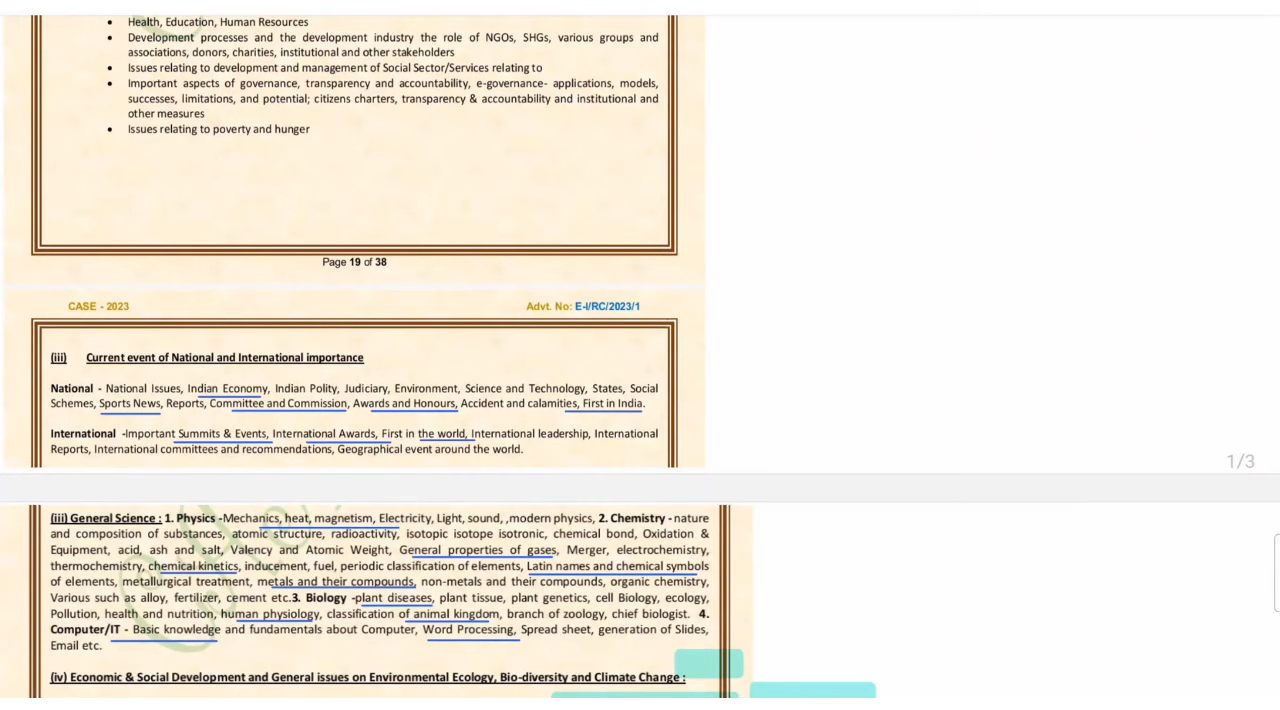 • Health, Education, Human Resources
• Development processes and the development industry the role of NGOs, SHGs, various groups and
associations, donors, charities, institutional and other stakeholders
• Issues relating to development and management of Social Sector/Services relating to
• Important aspects of governance, transparency and accountability, e-governance- applications, models,
successes, limitations, and potential; citizens charters, transparency & accountability and institutional and
other measures
• Issues relating to poverty and hunger
Page 19 of 38
CASE - 2023 Advt. No: E-I/RC/2023/1
(iii) Current event of National and International importance
National - National Issues, Indian Economy, Indian Polity, Judiciary, Environment, Science and Technology, States, Social
Schemes, Sports News, Reports, Committee and Commission, Awards and Honours, Accident and calamities, First in India.
International -Important Summits & Events, International Awards, First in the world, International leadership, International
Reports, International committees and recommendations, Geographical event around the world.
1/3
(iii) General Science : 1. Physics -Mechanics, heat, magnetism, Electricity, Light, sound, ,modern physics, 2. Chemistry - nature
and composition of substances, atomic structure, radioactivity, isotopic isotope isotronic, chemical bond, Oxidation &
Equipment, acid, ash and salt, Valency and Atomic Weight, General properties of gases, Merger, electrochemistry,
thermochemistry, chemical kinetics, inducement, fuel, periodic classification of elements, Latin names and chemical symbols
of elements, metallurgical treatment, metals and their compounds, non-metals and their compounds, organic chemistry,
Various such as alloy, fertilizer, cement etc.3. Biology -plant diseases, plant tissue, plant genetics, cell Biology, ecology,
Pollution, health and nutrition, human physiology, classification of animal kingdom, branch of zoology, chief biologist. 4.
Computer/IT - Basic knowledge and fundamentals about Computer, Word Processing, Spread sheet, generation of Slides,
Email etc.
(iv) Economic & Social Development and General issues on Environmental Ecology, Bio-diversity and Climate Change :